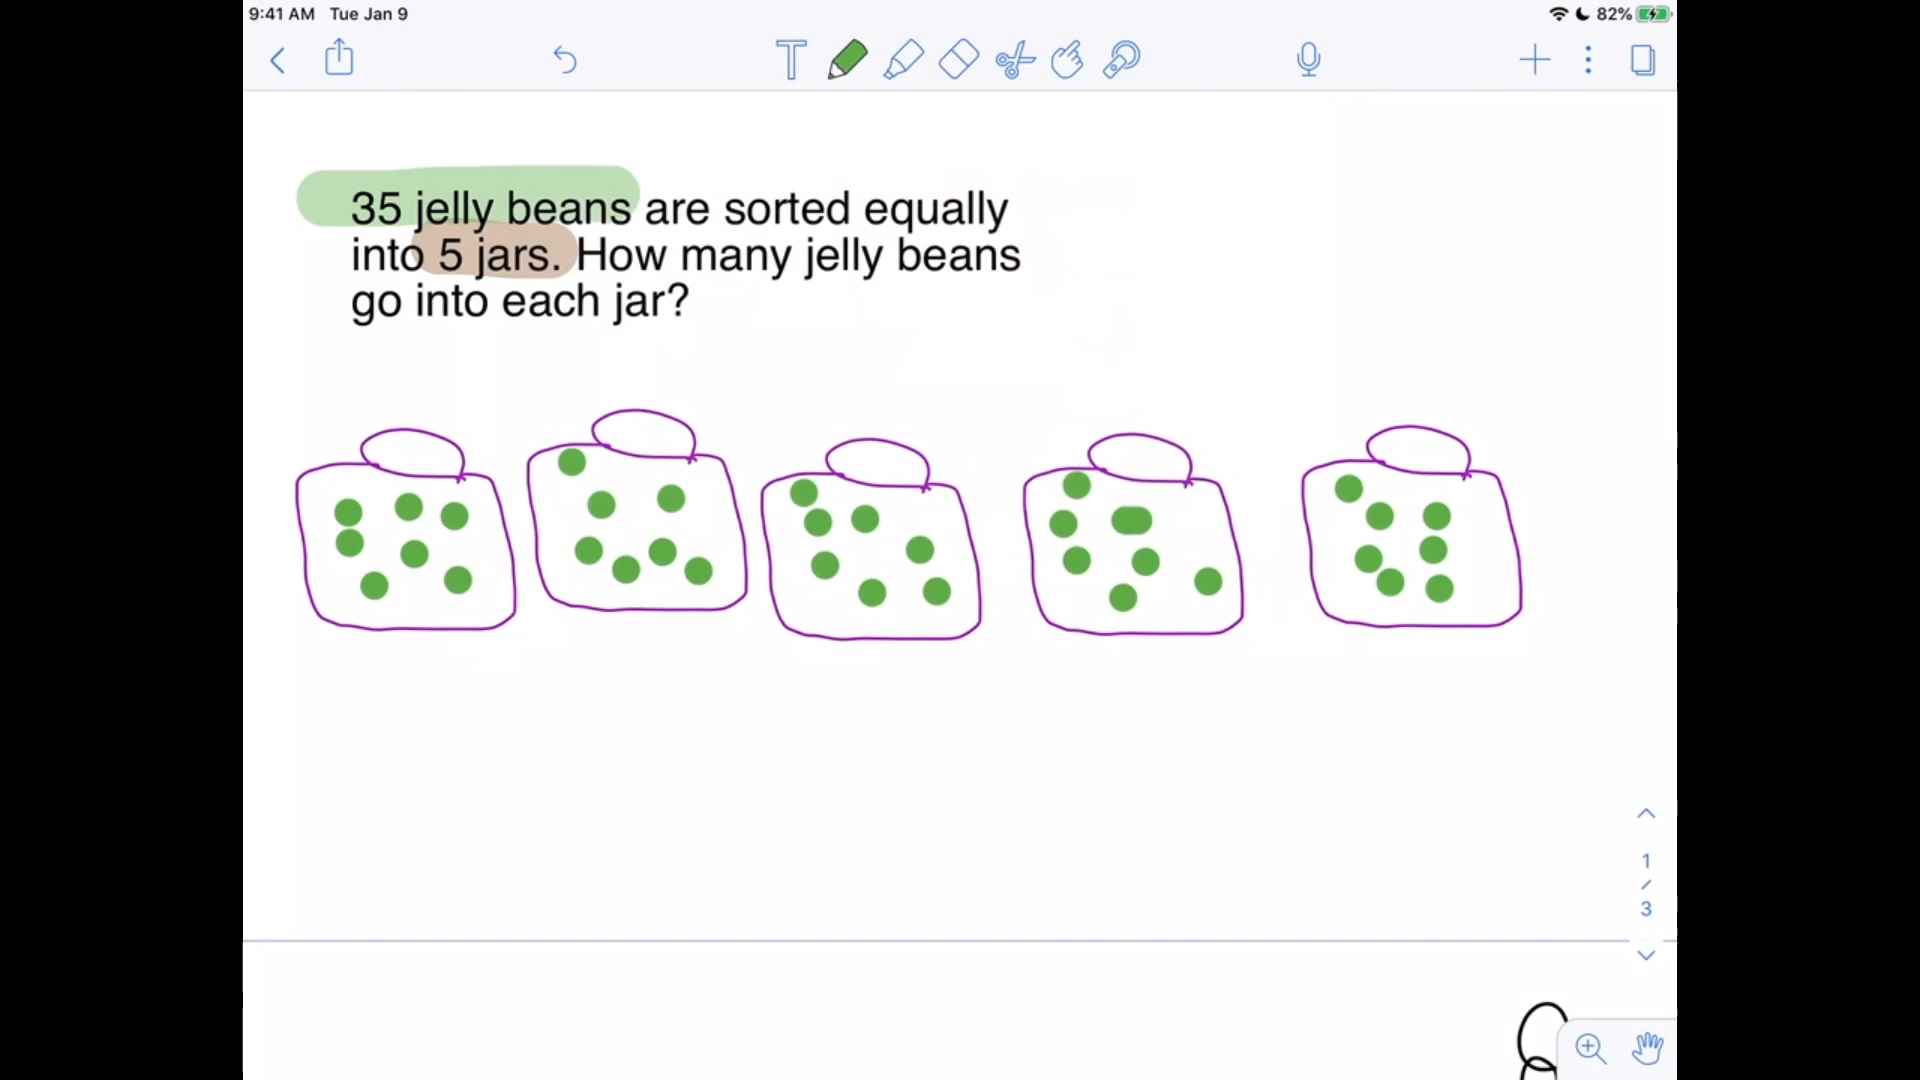 9:41 AM Tue Jan 9
82%
T
35 jelly beans are sorted equally
into 5 jars. How many jelly beans
go into each jar?
1
/
3